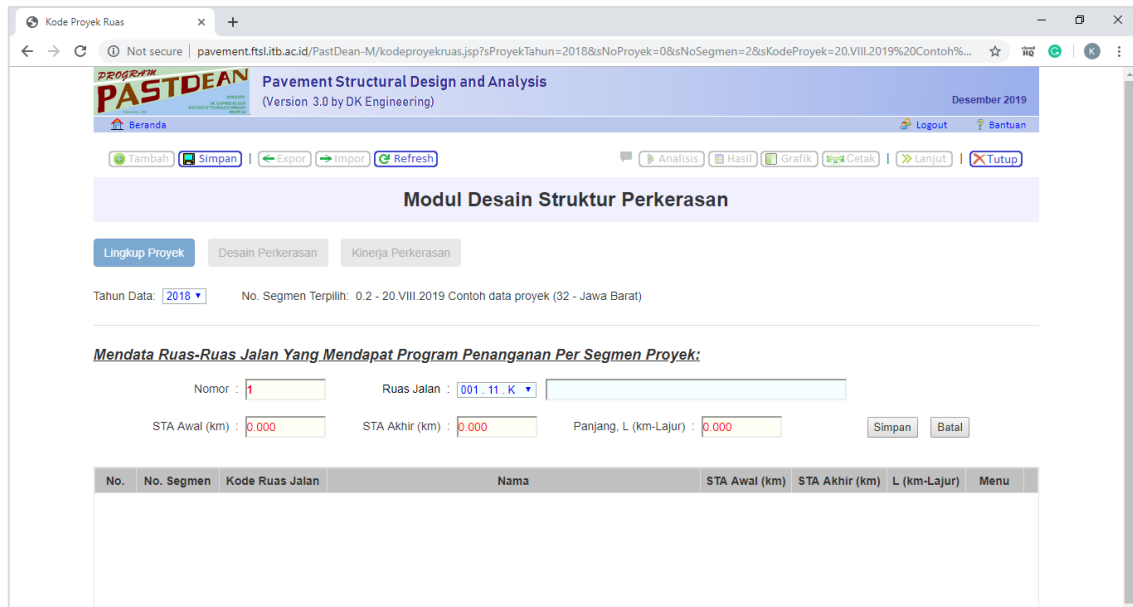 Kode Proyek Ruas
Not secure | pavement.ftsl.itb.ac.id/PastDean-M/kodeproyekruas.jsp?sProyekTahun=2018&sNoProyek=0&sNoSegmen=2&sKodeProyek=20.VIII.2019%20Contoh%...
K
PROGRAM
PASTDEAN
Pavement Structural Design and Analysis
(Version 3.0 by DK Engineering)
Desember 2019
Beranda Logout Bantuan
Tambah Simpan | Expor Impor Refresh Analisis Hasil Grafik Cetak | Lanjut | Tutup
Modul Desain Struktur Perkerasan
Lingkup Proyek Desain Perkerasan Kinerja Perkerasan
Tahun Data: 2018 No. Segmen Terpilih: 0.2 - 20.VIII.2019 Contoh data proyek (32 - Jawa Barat)
Mendata Ruas-Ruas Jalan Yang Mendapat Program Penanganan Per Segmen Proyek:
Nomor : 1 Ruas Jalan : 001 . 11 . K
STA Awal (km) : 0.000 STA Akhir (km) : 0.000 Panjang, L (km-Lajur) : 0.000 Simpan Batal
No. No. Segmen Kode Ruas Jalan Nama STA Awal (km) STA Akhir (km) L (km-Lajur) Menu